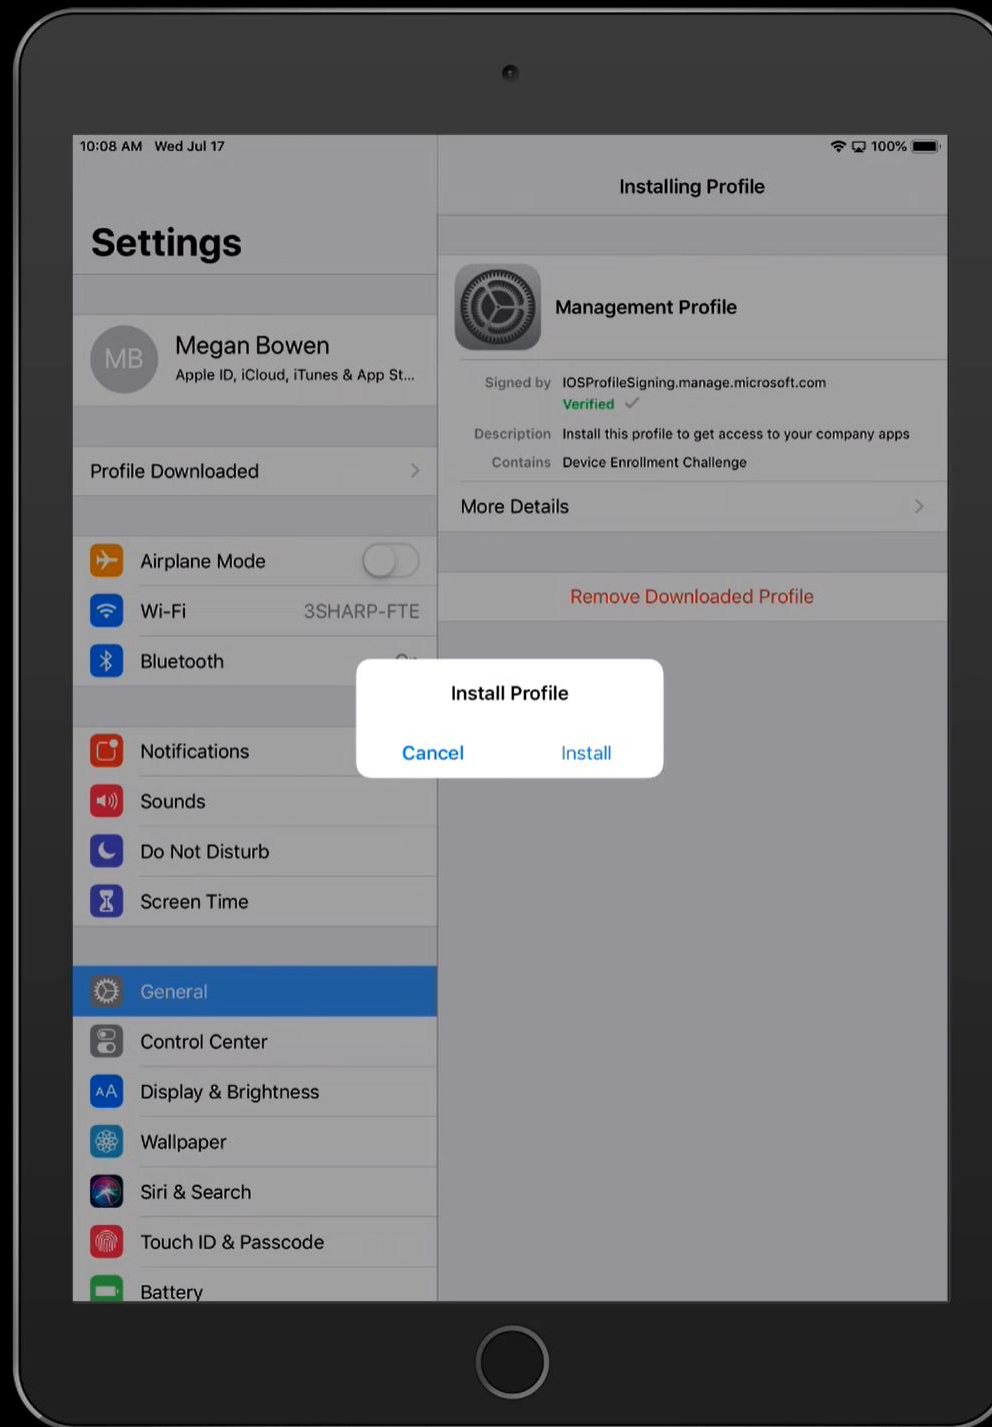 10:08 AM Wed Jul 17
100%
Settings
MB
Megan Bowen
Apple ID, iCloud, iTunes & App St...
Profile Downloaded
Airplane Mode
Wi-Fi 3SHARP-FTE
Bluetooth
Notifications
Sounds
Do Not Disturb
Screen Time
General
Control Center
AA Display & Brightness
Wallpaper
Siri & Search
Touch ID & Passcode
Battery
Installing Profile
Management Profile
Signed by IOSProfileSigning.manage.microsoft.com
Verified
Description Install this profile to get access to your company apps
Contains Device Enrollment Challenge
More Details
Remove Downloaded Profile
Install Profile
Cancel Install